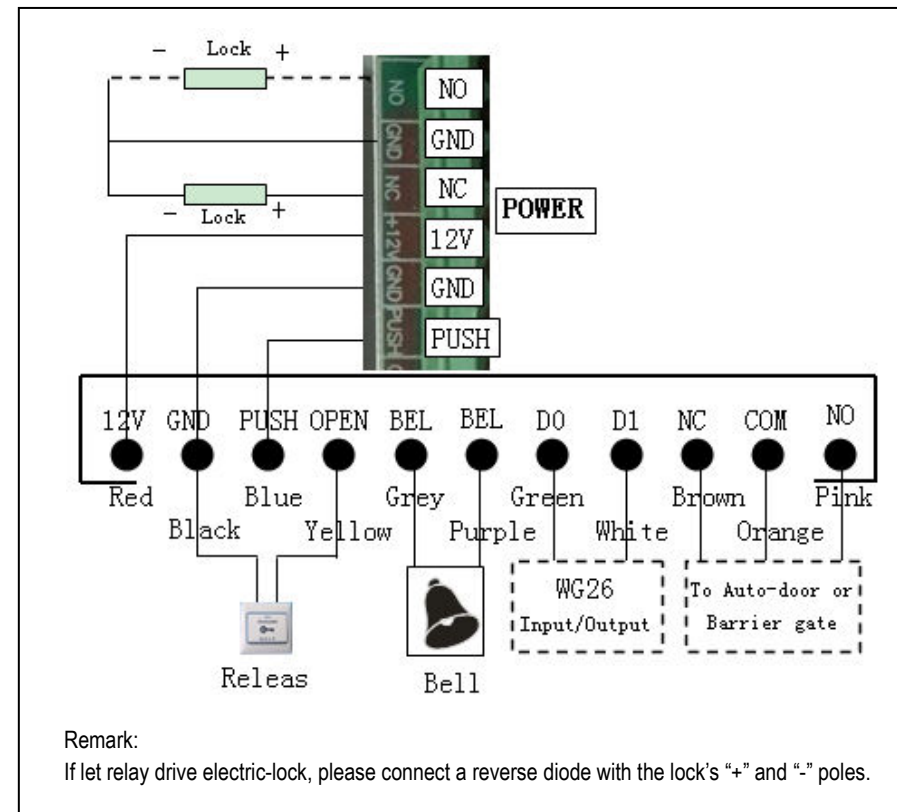 - Lock +
NO NO
GND GND
NC NC
- Lock +
POWER
+12V 12V
GND GND
PUSH PUSH
12V GND PUSH OPEN BEL BEL D0 D1 NC COM NO
Red Blue Grey Green Brown Pink
Black Yellow Purple White Orange
WG26
Input/Output
To Auto-door or
Barrier gate
Releas
Bell
Remark:
If let relay drive electric-lock, please connect a reverse diode with the lock's “+” and “-” poles.